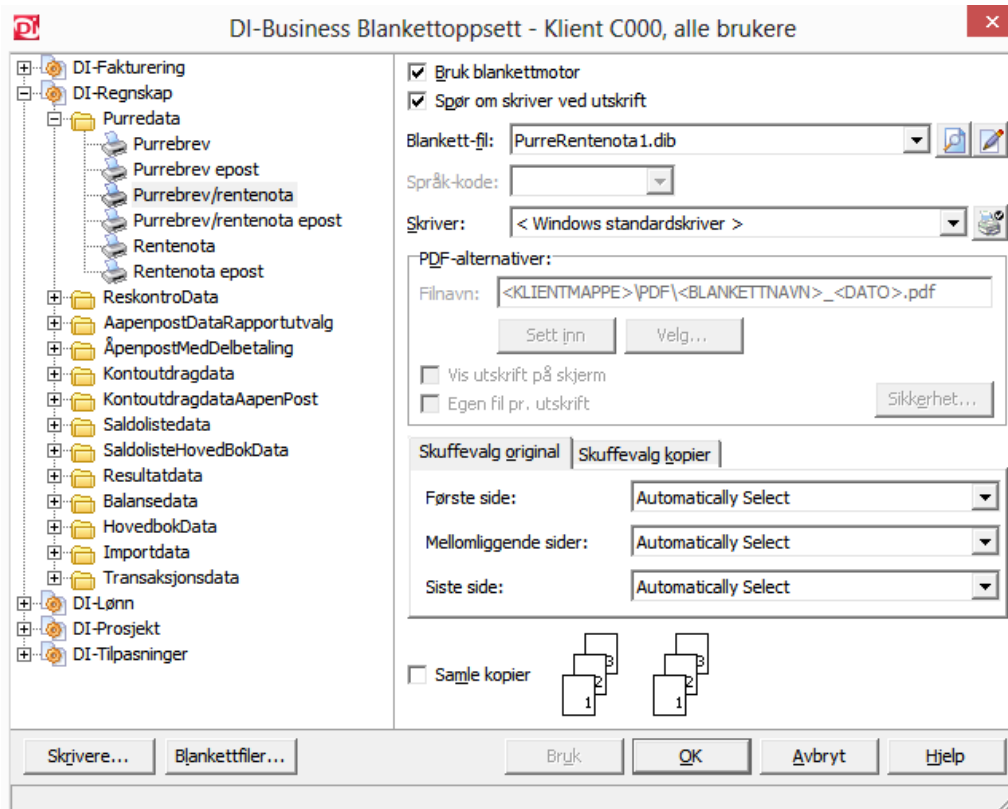 DI
DI-Business Blankettoppsett - Klient C000, alle brukere
DI-Fakturering
DI-Regnskap
Purredata
Purrebrev
Purrebrev epost
Purrebrev/rentenota
Purrebrev/rentenota epost
Rentenota
Rentenota epost
ReskontroData
AapenpostDataRapportutvalg
ÅpenpostMedDelbetaling
Kontoutdragdata
KontoutdragdataAapenPost
Saldolistedata
SaldolisteHovedBokData
Resultatdata
Balansedata
HovedbokData
Importdata
Transaksjonsdata
DI-Lønn
DI-Prosjekt
DI-Tilpasninger
Bruk blankettmotor
Spør om skriver ved utskrift
Blankett-fil: PurreRentenota1.dib
Språk-kode:
Skriver: < Windows standardskriver >
PDF-alternativer:
Filnavn: <KLIENTMAPPE>\PDF\<BLANKETTNAVN>_<DATO>.pdf
Sett inn Velg...
Vis utskrift på skjerm
Egen fil pr. utskrift
Sikkerhet...
Skuffevalg original Skuffevalg kopier
Første side: Automatically Select
Mellomliggende sider: Automatically Select
Siste side: Automatically Select
Samle kopier
3 3
2 2
1 1
Skrivere... Blankettfiler... Bruk OK Avbryt Hjelp